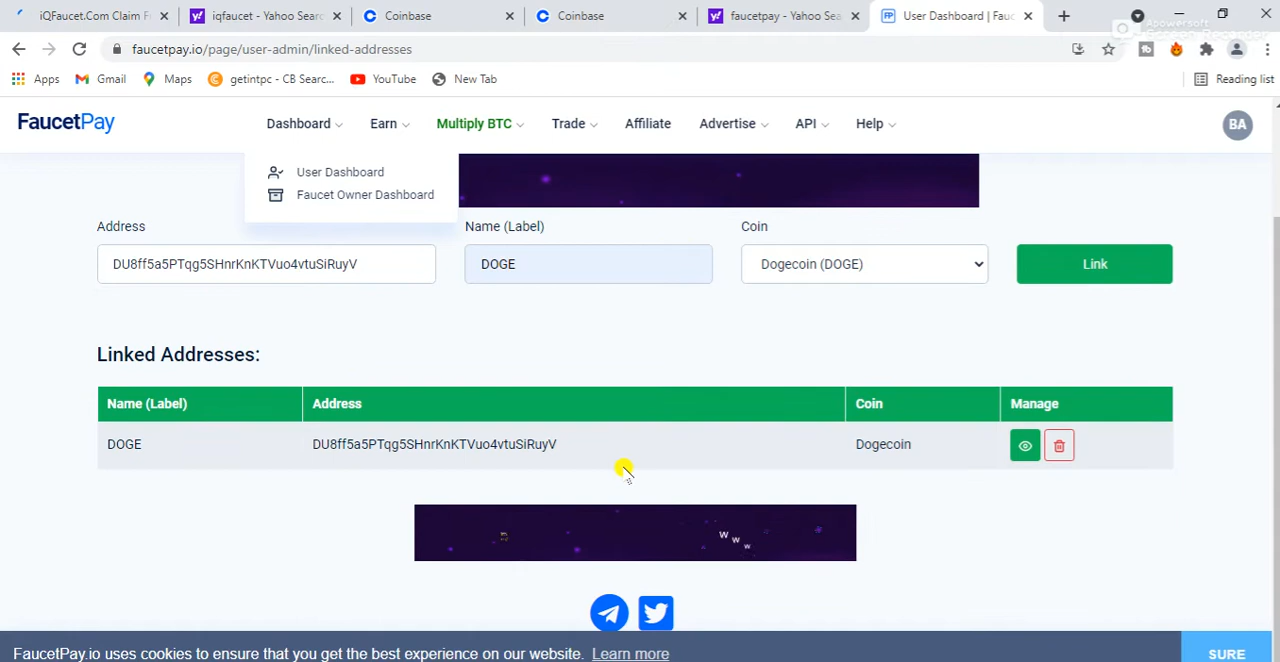 iQFaucet.Com Claim F
iqfaucet - Yahoo Sear
Coinbase
Coinbase
faucetpay - Yahoo Sea
User Dashboard | Fauc
Apowersoft
Screen Recorder
faucetpay.io/page/user-admin/linked-addresses
Apps
Gmail
Maps
getintpc - CB Searc...
YouTube
New Tab
Reading list
FaucetPay
Dashboard
Earn
Multiply BTC
Trade
Affiliate
Advertise
API
Help
BA
User Dashboard
Faucet Owner Dashboard
Address
Name (Label)
Coin
DU8ff5a5PTqg5SHnrKnKTVuo4vtuSiRuyV
DOGE
Dogecoin (DOGE)
Link
Linked Addresses:
Name (Label)
Address
Coin
Manage
DOGE
DU8ff5a5PTqg5SHnrKnKTVuo4vtuSiRuyV
Dogecoin
W w w
FaucetPay.io uses cookies to ensure that you get the best experience on our website. Learn more
SURE